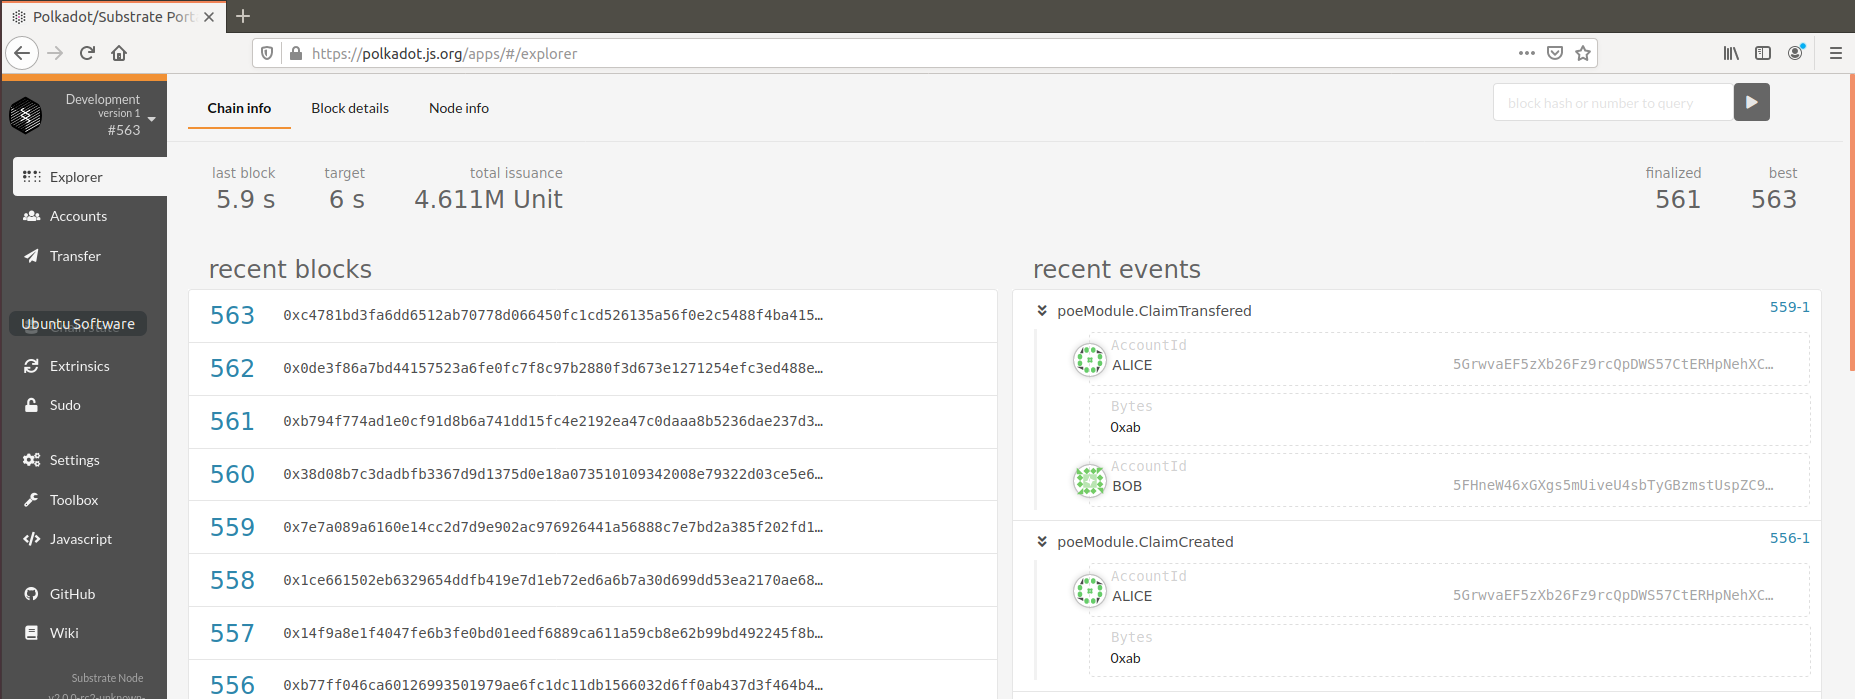 Polkadot/Substrate Port
https://polkadot.js.org/apps/#/explorer
Development
version 1
#563
Explorer
Accounts
Transfer
Ubuntu Software
Extrinsics
Sudo
Settings
Toolbox
Javascript
GitHub
Wiki
Substrate Node
v2.0.0-rc2-unknown-
Chain info
Block details
Node info
block hash or number to query
last block
5.9 s
target
6 s
total issuance
4.611M Unit
finalized
561
best
563
recent blocks
563 0xc4781bd3fa6dd6512ab70778d066450fc1cd526135a56f0e2c5488f4ba415…
562 0x0de3f86a7bd44157523a6fe0fc7f8c97b2880f3d673e1271254efc3ed488e…
561 0xb794f774ad1e0cf91d8b6a741dd15fc4e2192ea47c0daaa8b5236dae237d3…
560 0x38d08b7c3dadbfb3367d9d1375d0e18a073510109342008e79322d03ce5e6…
559 0x7e7a089a6160e14cc2d7d9e902ac976926441a56888c7e7bd2a385f202fd1…
558 0x1ce661502eb6329654ddfb419e7d1eb72ed6a6b7a30d699dd53ea2170ae68…
557 0x14f9a8e1f4047fe6b3fe0bd01eedf6889ca611a59cb8e62b99bd492245f8b…
556 0xb77ff046ca60126993501979ae6fc1dc11db1566032d6ff0ab437d3f464b4…
recent events
poeModule.ClaimTransfered 559-1
AccountId
ALICE 5GrwvaEF5zXb26Fz9rcQpDWS57CtERHpNehXC…
Bytes
0xab
AccountId
BOB 5FHneW46xGXgs5mUiveU4sbTyGBzmstUspZC9…
poeModule.ClaimCreated 556-1
AccountId
ALICE 5GrwvaEF5zXb26Fz9rcQpDWS57CtERHpNehXC…
Bytes
0xab